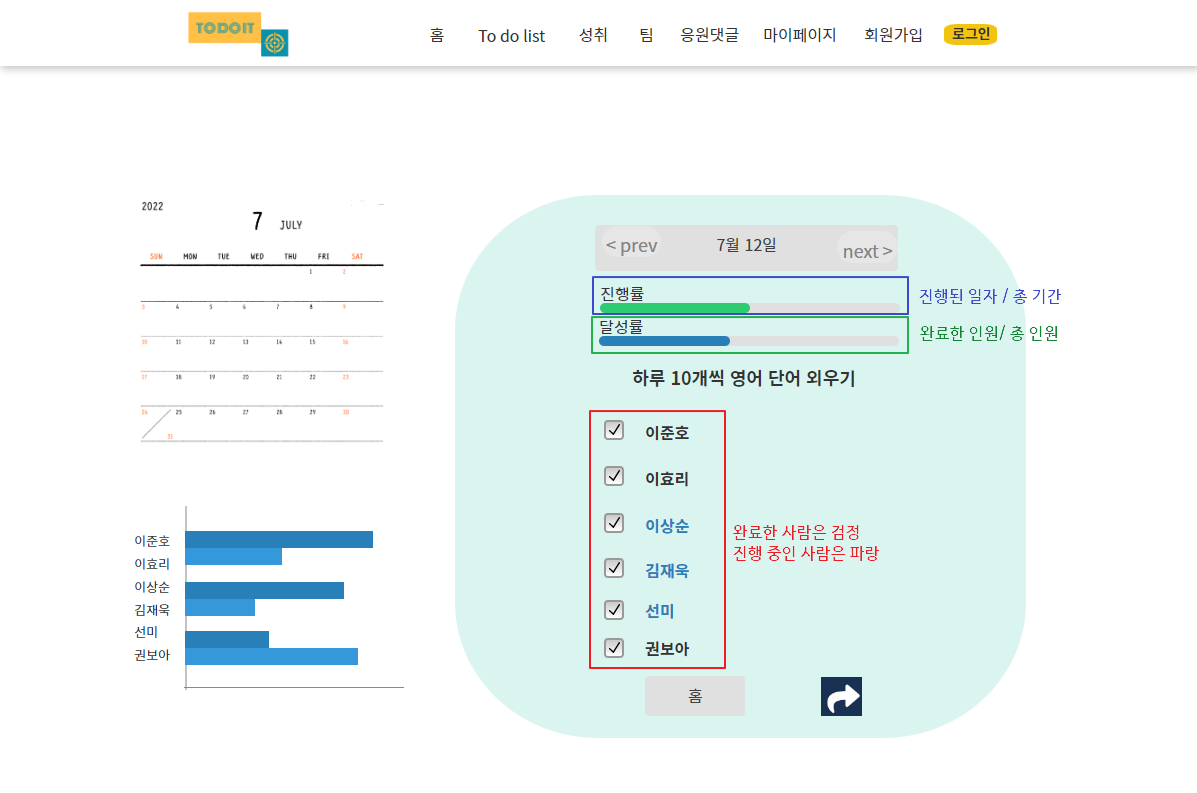 TODOIT
홈 To do list 성취 팀 응원댓글 마이페이지 회원가입 로그인
2022
7 JULY
SUN MON TUE WED THU FRI SAT
1 2
3 4 5 6 7 8 9
10 11 12 13 14 15 16
17 18 19 20 21 22 23
24 25 26 27 28 29 30
31
이준호
이효리
이상순
김재욱
선미
권보아
< prev 7월 12일 next >
진행률
진행된 일자 / 총 기간
달성률
완료한 인원/ 총 인원
하루 10개씩 영어 단어 외우기
이준호
이효리
이상순
김재욱
선미
권보아
완료한 사람은 검정
진행 중인 사람은 파랑
홈